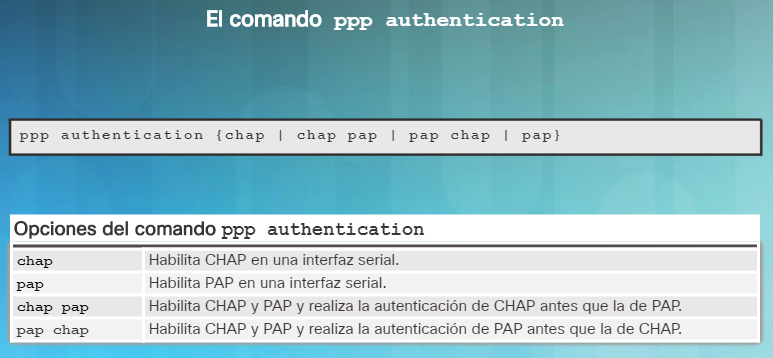 El comando ppp authentication
ppp authentication {chap | chap pap | pap chap | pap}
Opciones del comando ppp authentication
chap Habilita CHAP en una interfaz serial.
pap Habilita PAP en una interfaz serial.
chap pap Habilita CHAP y PAP y realiza la autenticación de CHAP antes que la de PAP.
pap chap Habilita CHAP y PAP y realiza la autenticación de PAP antes que la de CHAP.